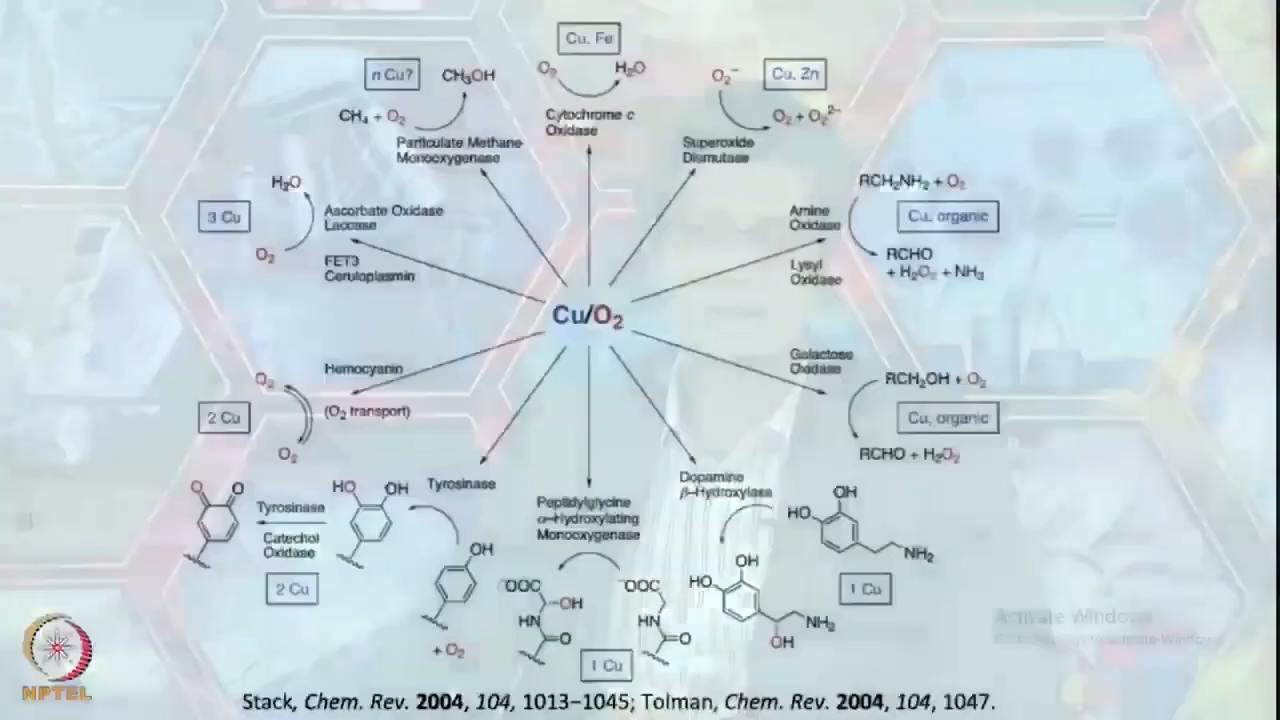 Cu. Fe
n Cu?
CH₃OH
O₂
H₂O
O₂⁻
Cu. Zn
CH₄ + O₂
Cytochrome c
Oxidase
O₂ + O₂²⁻
Particulate Methane
Monooxygenase
Superoxide
Dismutase
H₂O
3 Cu
O₂
Ascorbate Oxidase
Laccase
FET3
Ceruloplasmin
Amine
Oxidase
Lysyl
Oxidase
RCH₂NH₂ + O₂
Cu, organic
RCHO
+ H₂O₂ + NH₃
Cu/O₂
Hemocyanin
(O₂ transport)
O₂
2 Cu
O₂
Galactose
Oxidase
RCH₂OH + O₂
Cu, organic
RCHO + H₂O₂
O
O
Tyrosinase
Catechol
Oxidase
2 Cu
HO
OH
Tyrosinase
OH
+ O₂
Peptidylglycine
α–Hydroxylating
Monooxygenase
⁻OOC
OH
HN
O
⁻OOC
HN
O
1 Cu
Dopamine
β–Hydroxylase
OH
HO
NH₂
OH
HO
NH₂
OH
1 Cu
Activate Windows
NPTEL
Stack, Chem. Rev. 2004, 104, 1013–1045; Tolman, Chem. Rev. 2004, 104, 1047.